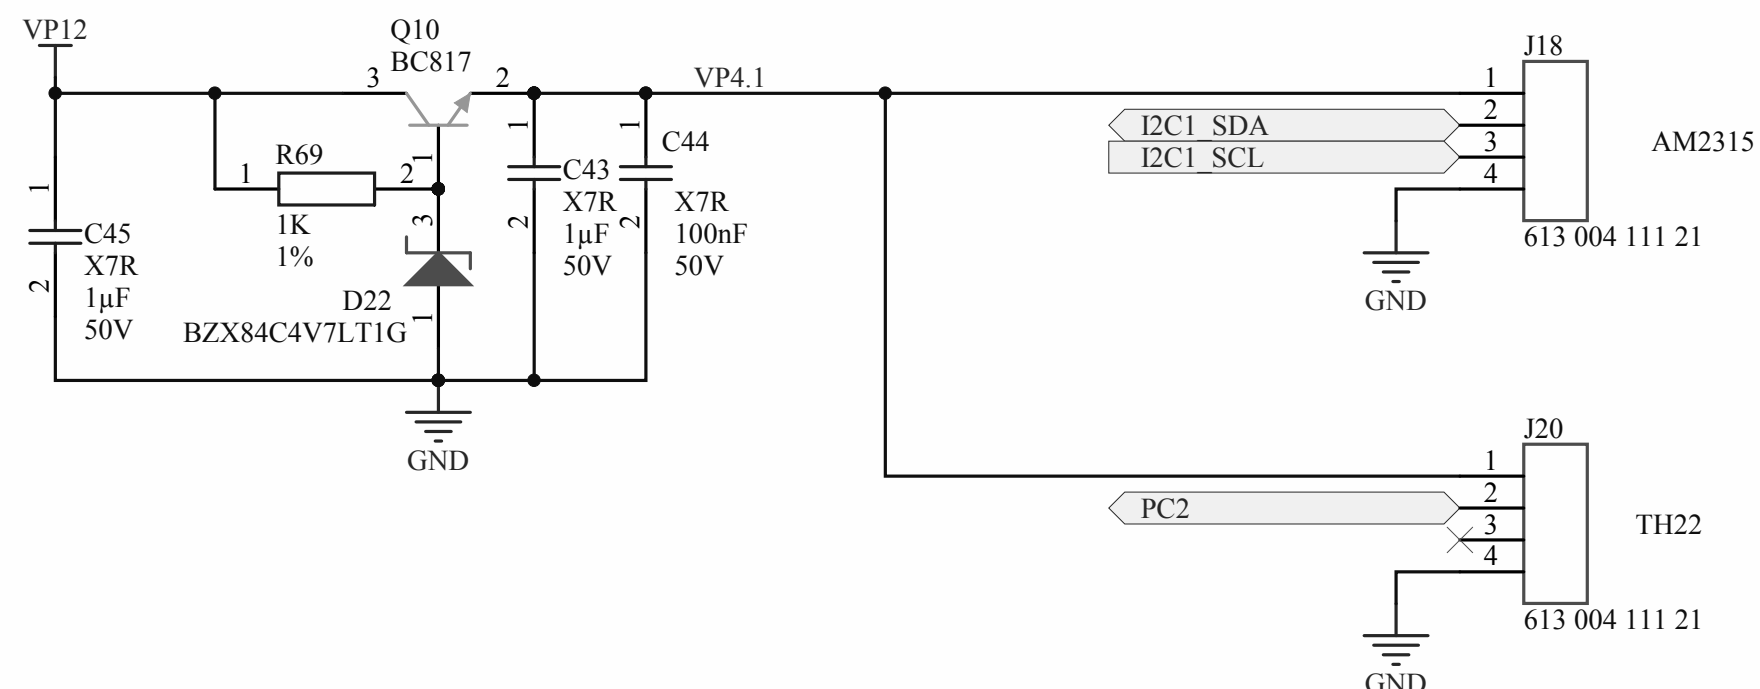 VP12
Q10
BC817
3
2
VP4.1
1
R69
1
2
1K
1%
3
D22
BZX84C4V7LT1G
1
1
C45
X7R
1µF
50V
2
1
C43
X7R
1µF
50V
2
1
C44
X7R
100nF
50V
2
GND
J18
1
I2C1_SDA
2
I2C1_SCL
3
4
AM2315
613 004 111 21
GND
J20
1
PC2
2
3
4
TH22
613 004 111 21
GND